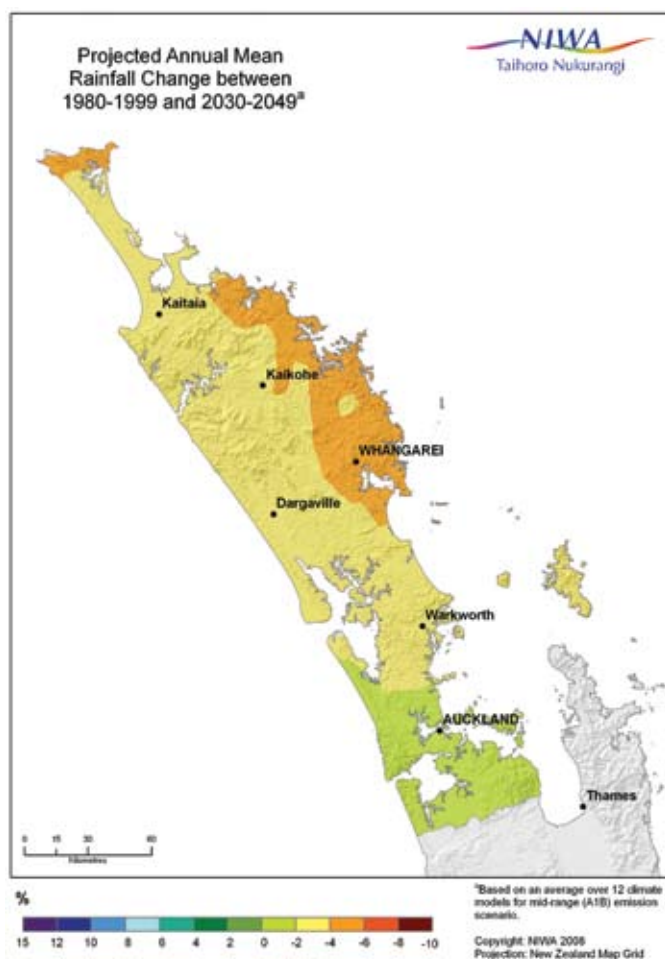 Projected Annual Mean
Rainfall Change between
1980-1999 and 2030-2049ª
NIWA
Taihoro Nukurangi
Kaitaia
Kaikohe
WHANGAREI
Dargaville
Warkworth
AUCKLAND
Thames
0 15 30 60
Kilometres
%
15 12 10 8 6 4 2 0 -2 -4 -6 -8 -10
ªBased on an average over 12 climate
models for mid-range (A1B) emission
scenario.
Copyright: NIWA 2008
Projection: New Zealand Map Grid